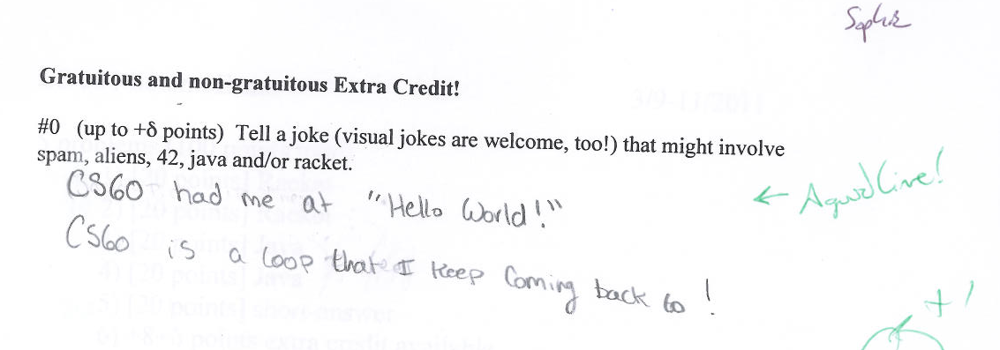 Sophie
Gratuitous and non-gratuitous Extra Credit!
#0 (up to +δ points) Tell a joke (visual jokes are welcome, too!) that might involve
spam, aliens, 42, java and/or racket.
CS60 had me at "Hello World!"
← A good line!
CS60 is a loop that I keep coming back to!
+1